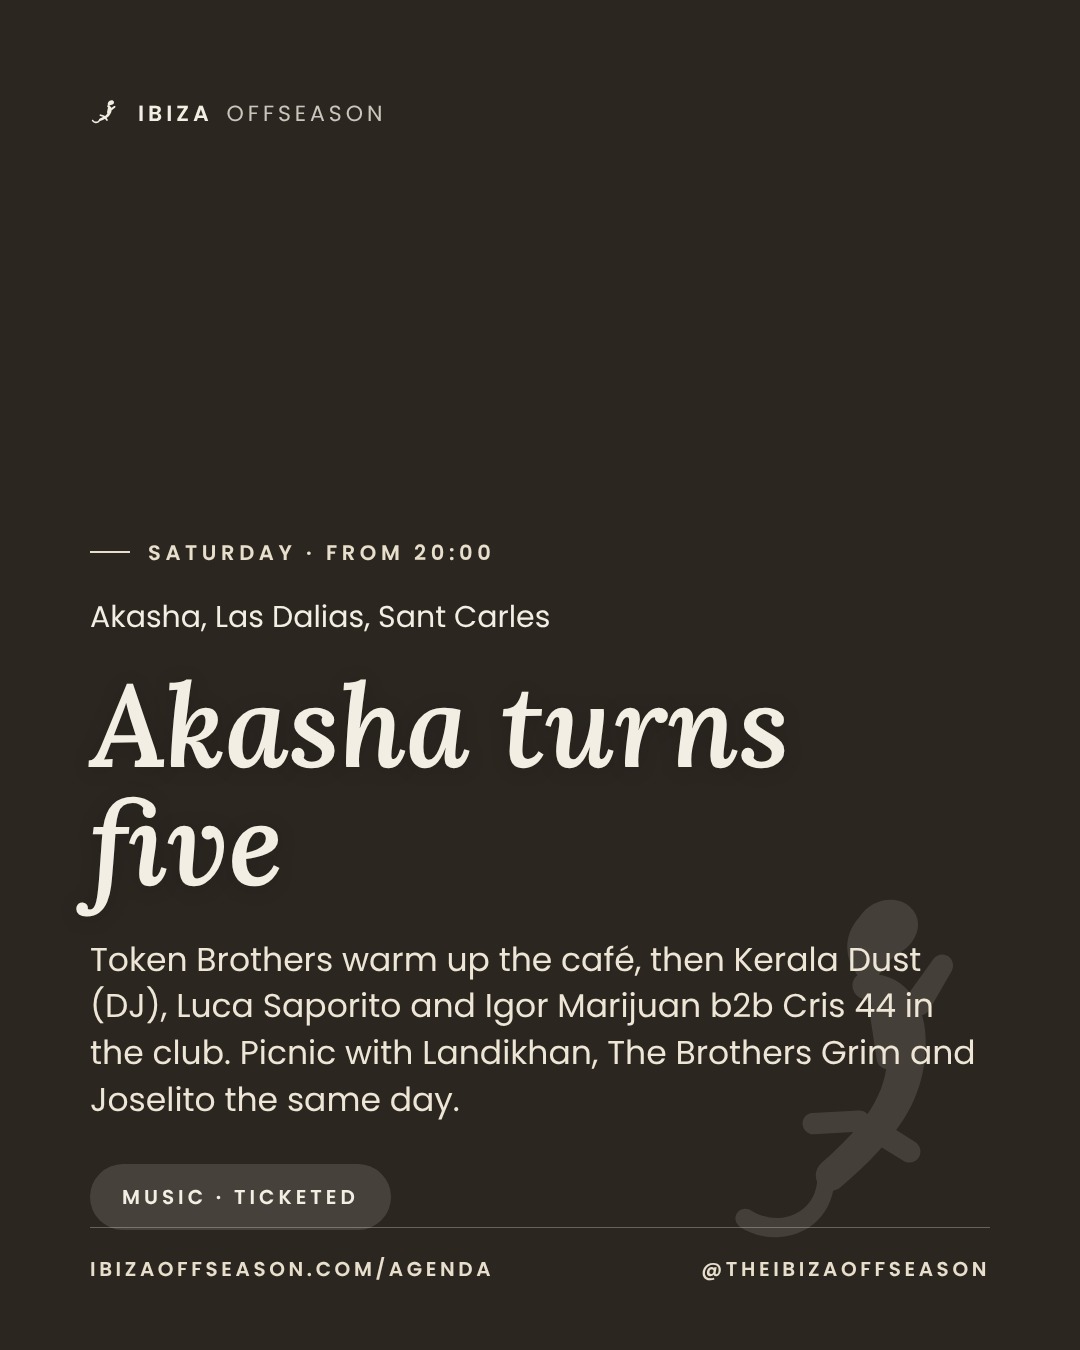 IBIZA OFFSEASON
SATURDAY · FROM 20:00
Akasha, Las Dalias, Sant Carles
Akasha turns
five
Token Brothers warm up the café, then Kerala Dust
(DJ), Luca Saporito and Igor Marijuan b2b Cris 44 in
the club. Picnic with Landikhan, The Brothers Grim and
Joselito the same day.
MUSIC · TICKETED
IBIZAOFFSEASON.COM/AGENDA
@THEIBIZAOFFSEASON